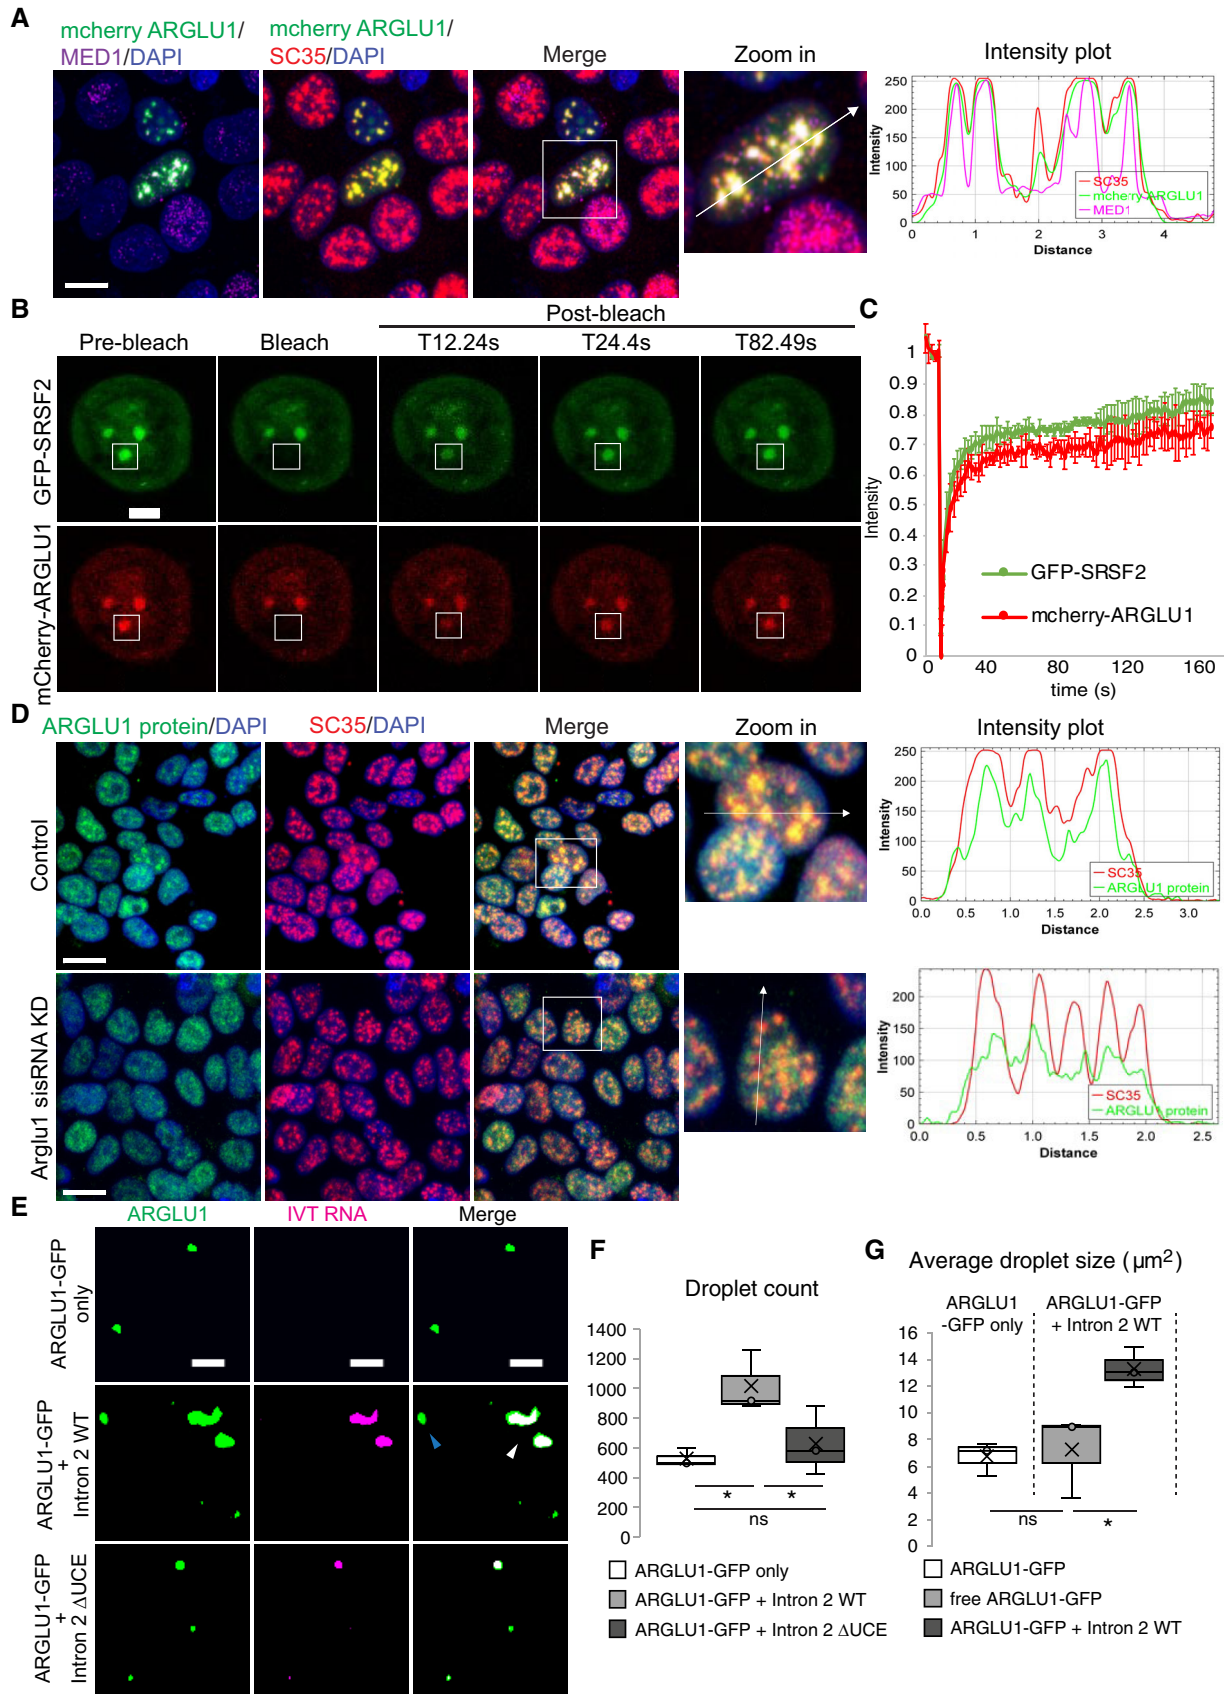 A
mcherry ARGLU1/
MED1/DAPI
mcherry ARGLU1/
SC35/DAPI
Merge
Zoom in
Intensity plot
250
200
150
100
50
0
Intensity
SC35
mcherry ARGLU1
MED1
0 1 2 3 4
Distance
B
Post-bleach
Pre-bleach Bleach T12.24s T24.4s T82.49s
GFP-SRSF2
mCherry-ARGLU1
C
1
0.9
0.8
0.7
0.6
0.5
0.4
0.3
0.2
0.1
0
Intensity
GFP-SRSF2
mcherry-ARGLU1
0 40 80 120 160
time (s)
D
ARGLU1 protein/DAPI SC35/DAPI Merge Zoom in Intensity plot
Control
250
200
150
100
50
0
Intensity
SC35
ARGLU1 protein
0.0 0.5 1.0 1.5 2.0 2.5 3.0
Distance
Arglu1 sisRNA KD
200
150
100
50
0
Intensity
SC35
ARGLU1 protein
0.0 0.5 1.0 1.5 2.0 2.5
Distance
E
ARGLU1 IVT RNA Merge
ARGLU1-GFP
only
ARGLU1-GFP
+
Intron 2 WT
ARGLU1-GFP
+
Intron 2 ΔUCE
F
Droplet count
1400
1200
1000
800
600
400
200
0
* *
ns
ARGLU1-GFP only
ARGLU1-GFP + Intron 2 WT
ARGLU1-GFP + Intron 2 ΔUCE
G
Average droplet size (μm²)
ARGLU1
-GFP only
ARGLU1-GFP
+ Intron 2 WT
16
14
12
10
8
6
4
2
0
ns *
ARGLU1-GFP
free ARGLU1-GFP
ARGLU1-GFP + Intron 2 WT